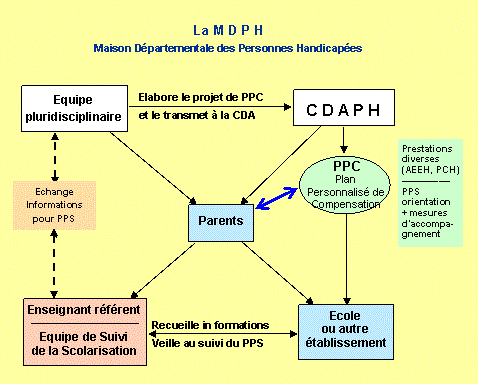 La M D P H
Maison Départementale des Personnes Handicapées
Equipe
pluridisciplinaire
Elabore le projet de PPC
et le transmet à la CDA
C D A P H
PPC
Plan
Personnalisé de
Compensation
Prestations
diverses
(AEEH, PCH)
PPS
orientation
+ mesures
d'accompa-
gnement
Echange
Informations
pour PPS
Parents
Enseignant référent
Equipe de Suivi
de la Scolarisation
Recueille in formations
Veille au suivi du PPS
Ecole
ou autre
établissement